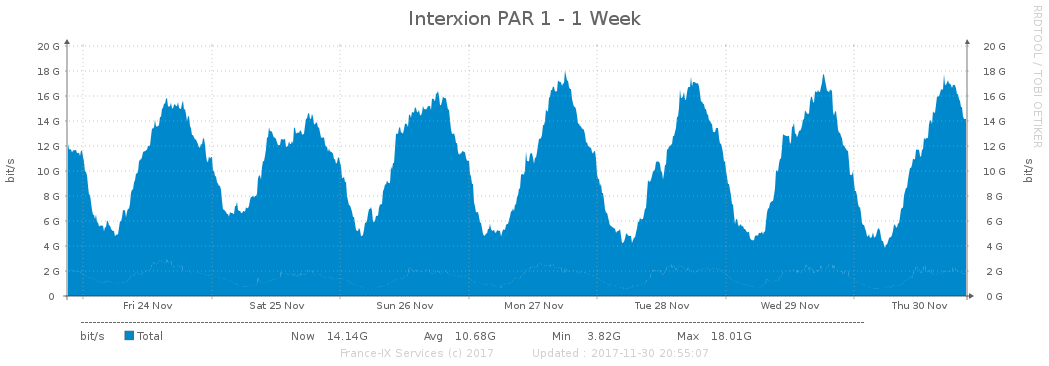 Interxion PAR 1 - 1 Week
RRDTOOL / TOBI OETIKER
20 G 20 G
18 G 18 G
16 G 16 G
14 G 14 G
12 G 12 G
10 G 10 G
8 G 8 G
6 G 6 G
4 G 4 G
2 G 2 G
0 0 G
bit/s
bit/s
Fri 24 Nov Sat 25 Nov Sun 26 Nov Mon 27 Nov Tue 28 Nov Wed 29 Nov Thu 30 Nov
bit/s Total Now 14.14G Avg 10.68G Min 3.82G Max 18.01G
France-IX Services (c) 2017 Updated : 2017-11-30 20:55:07